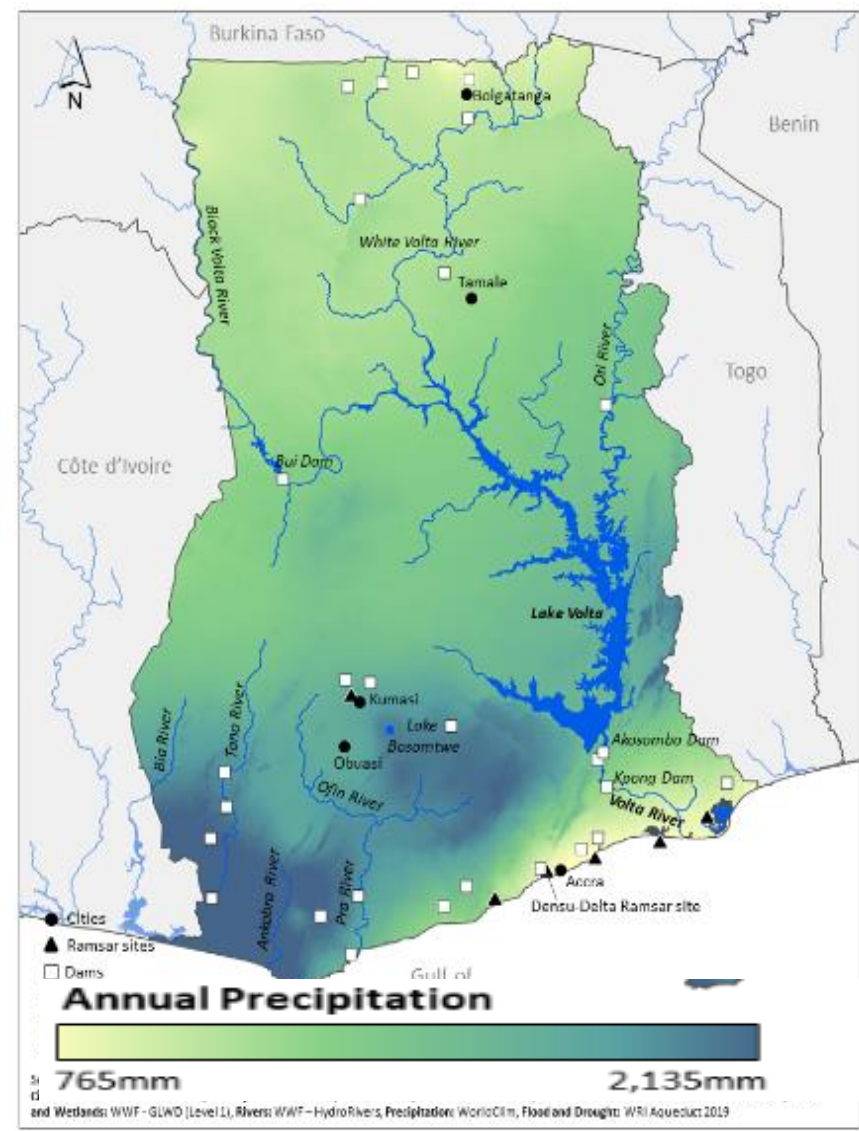 Burkina Faso
N
Bolgatanga
Benin
Black Volta River
White Volta River
Tamale
Oti River
Togo
Côte d'Ivoire
Bui Dam
Lake Volta
Kumasi
Lake
Bosomtwe
Bia River
Tano River
Obuasi
Ofin River
Akosombo Dam
Kpong Dam
Volta River
Ankobra River
Pra River
Accra
Densu-Delta Ramsar site
Cities
Ramsar sites
Dams
Gulf of
Annual Precipitation
765mm
2,135mm
and Wetlands: WWF - GLWD (Level 1), Rivers: WWF – HydroRivers, Precipitation: WorldClim, Flood and Drought: WRI Aqueduct 2019